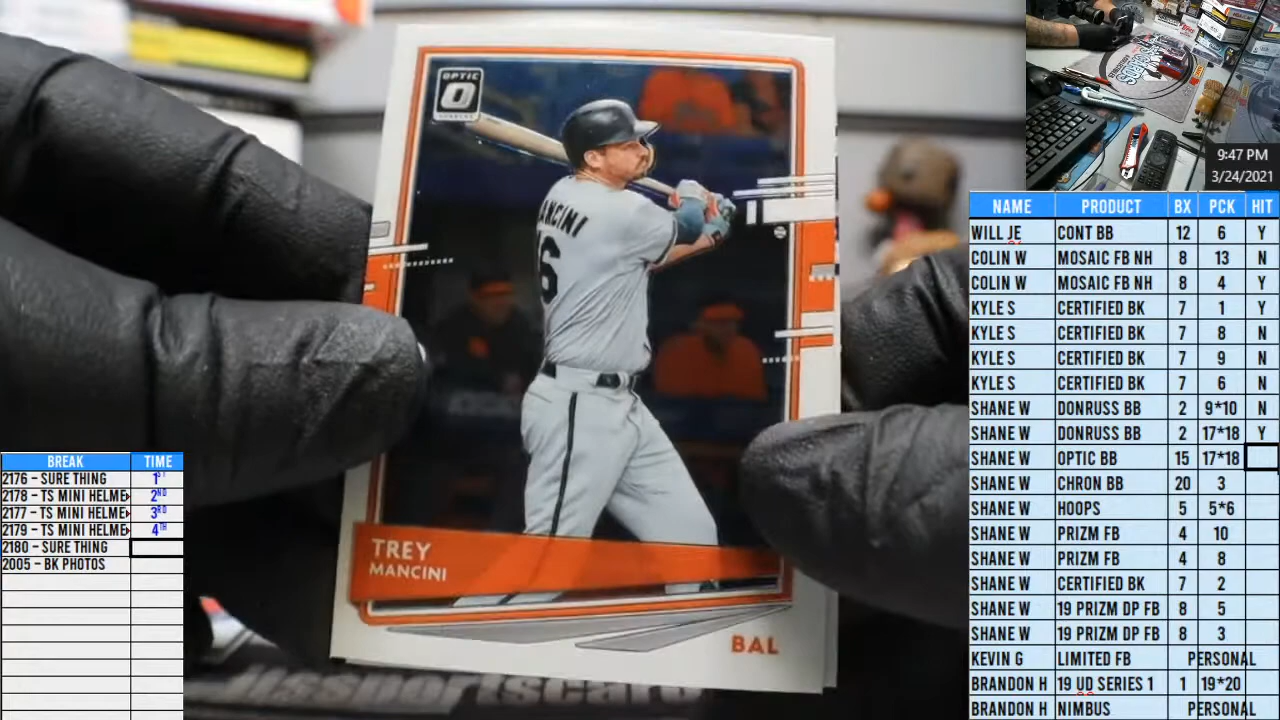 OPTIC
MANCINI
TREY
MANCINI
BAL
9:47 PM
3/24/2021
NAME PRODUCT BX PCK HIT
WILL JE CONT BB 12 6 Y
COLIN W MOSAIC FB NH 8 13 N
COLIN W MOSAIC FB NH 8 4 Y
KYLE S CERTIFIED BK 7 1 Y
KYLE S CERTIFIED BK 7 8 N
KYLE S CERTIFIED BK 7 9 N
KYLE S CERTIFIED BK 7 6 N
SHANE W DONRUSS BB 2 9*10 N
SHANE W DONRUSS BB 2 17*18 Y
SHANE W OPTIC BB 15 17*18
SHANE W CHRON BB 20 3
SHANE W HOOPS 5 5*6
SHANE W PRIZM FB 4 10
SHANE W PRIZM FB 4 8
SHANE W CERTIFIED BK 7 2
SHANE W 19 PRIZM DP FB 8 5
SHANE W 19 PRIZM DP FB 8 3
KEVIN G LIMITED FB PERSONAL
BRANDON H 19 UD SERIES 1 1 19*20
BRANDON H NIMBUS PERSONAL
BREAK TIME
2176 – SURE THING 1ST
2178 – TS MINI HELME 2ND
2177 – TS MINI HELME 3RD
2179 – TS MINI HELME 4TH
2180 – SURE THING
2005 – BK PHOTOS